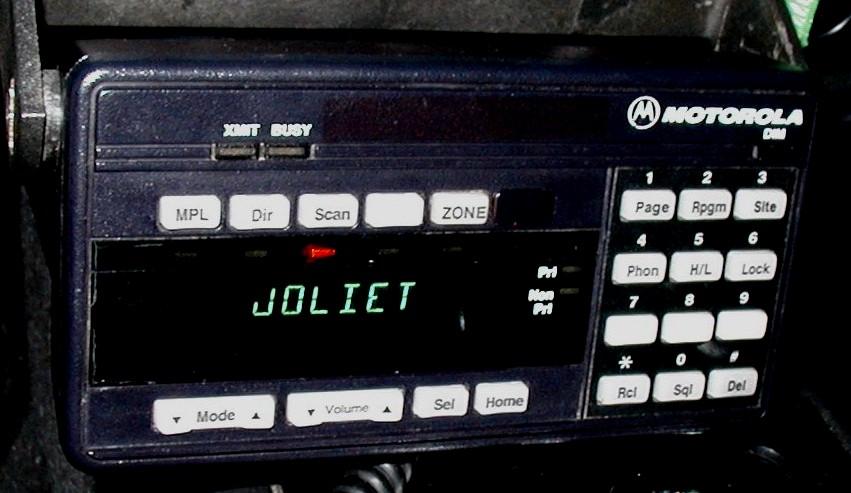 MOTOROLA
DIM
XMIT BUSY
MPL Dir Scan ZONE
JOLIET
Pri
Non
Pri
Mode Volume Sel Home
1 2 3
Page Rpgm Site
4 5 6
Phon H/L Lock
7 8 9
* 0 #
Rcl Sql Del